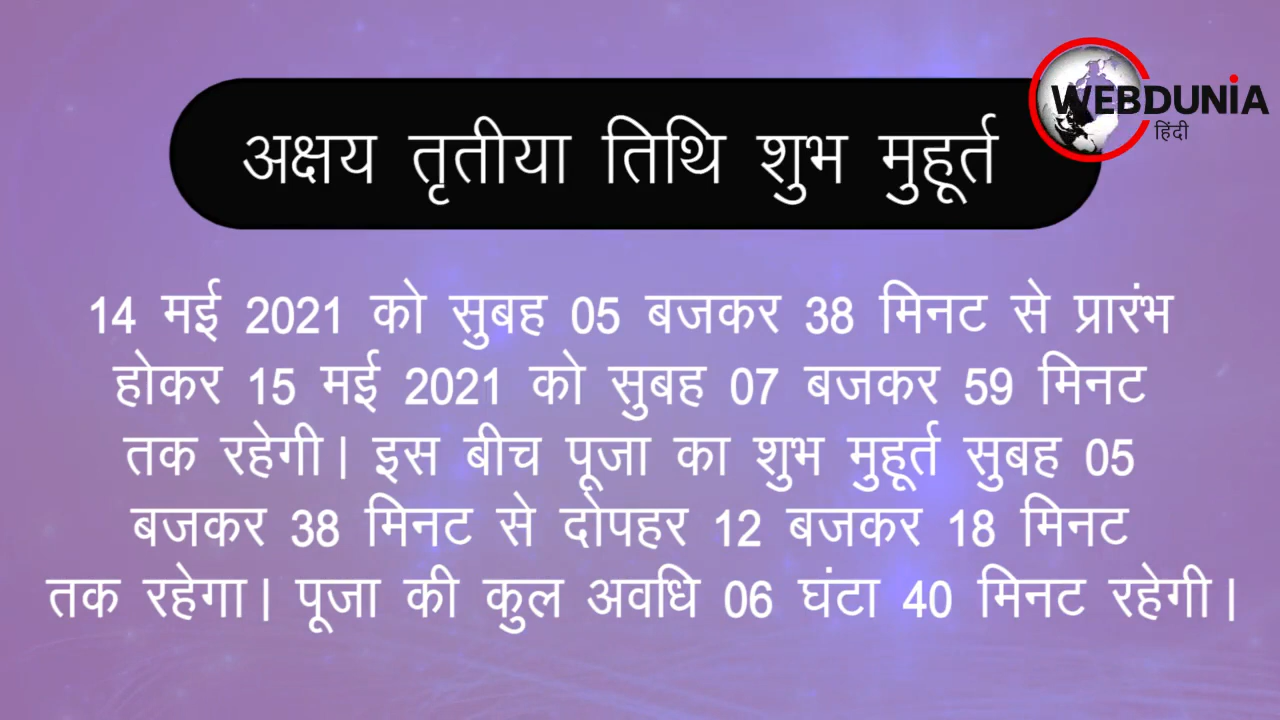 WEBDUNIA
हिंदी
अक्षय तृतीया तिथि शुभ मुहूर्त
14 मई 2021 को सुबह 05 बजकर 38 मिनट से प्रारंभ
होकर 15 मई 2021 को सुबह 07 बजकर 59 मिनट
तक रहेगी। इस बीच पूजा का शुभ मुहूर्त सुबह 05
बजकर 38 मिनट से दोपहर 12 बजकर 18 मिनट
तक रहेगा। पूजा की कुल अवधि 06 घंटा 40 मिनट रहेगी।